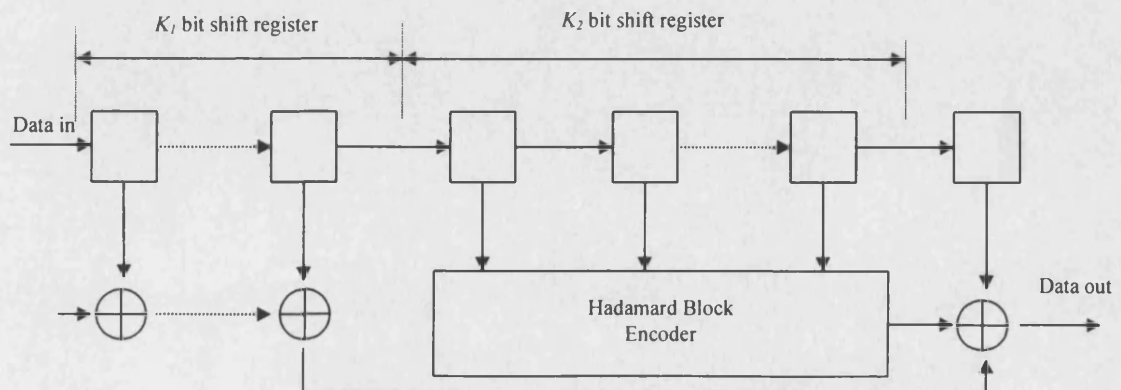 K₁ bit shift register
K₂ bit shift register
Data in
Hadamard Block
Encoder
Data out